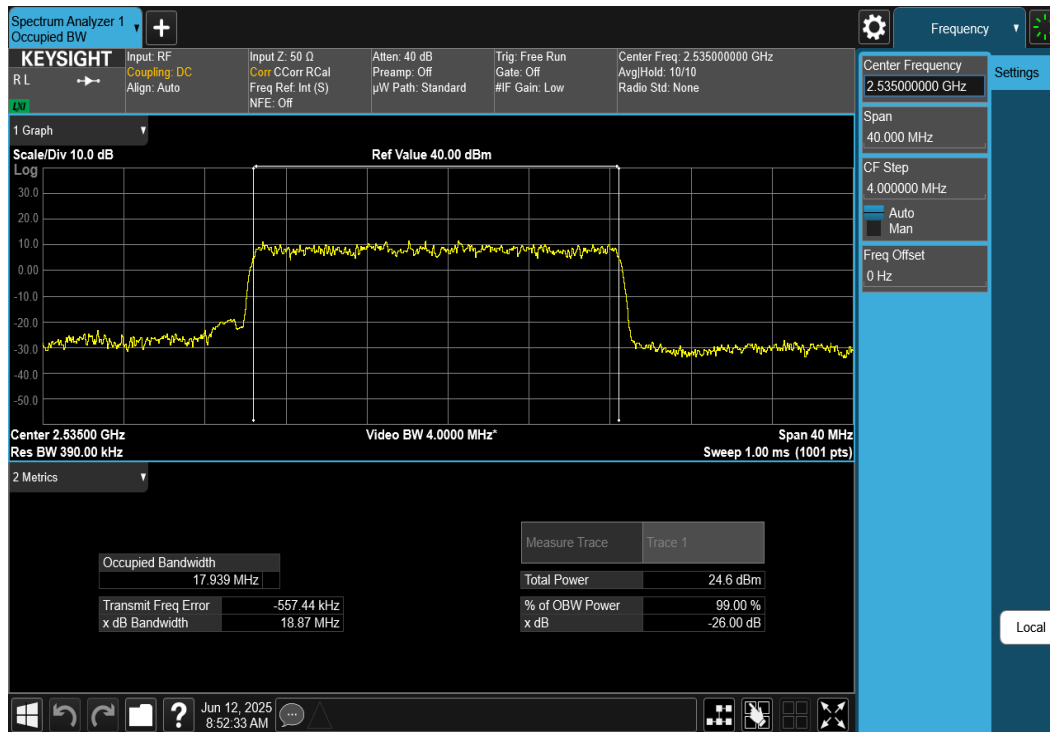 Spectrum Analyzer 1
Occupied BW
Frequency
KEYSIGHT
R L
LXI
Input: RF
Coupling: DC
Align: Auto
Input Z: 50 Ω
Corr CCorr RCal
Freq Ref: Int (S)
NFE: Off
Atten: 40 dB
Preamp: Off
µW Path: Standard
Trig: Free Run
Gate: Off
#IF Gain: Low
Center Freq: 2.535000000 GHz
Avg|Hold: 10/10
Radio Std: None
Center Frequency
2.535000000 GHz
Settings
Span
40.000 MHz
CF Step
4.000000 MHz
Auto
Man
Freq Offset
0 Hz
Local
1 Graph
Scale/Div 10.0 dB
Ref Value 40.00 dBm
Log
30.0
20.0
10.0
0.00
-10.0
-20.0
-30.0
-40.0
-50.0
Center 2.53500 GHz
Video BW 4.0000 MHz*
Span 40 MHz
Res BW 390.00 kHz
Sweep 1.00 ms (1001 pts)
2 Metrics
Measure Trace
Trace 1
Occupied Bandwidth
17.939 MHz
Total Power
24.6 dBm
Transmit Freq Error
-557.44 kHz
% of OBW Power
99.00 %
x dB Bandwidth
18.87 MHz
x dB
-26.00 dB
?
Jun 12, 2025
8:52:33 AM